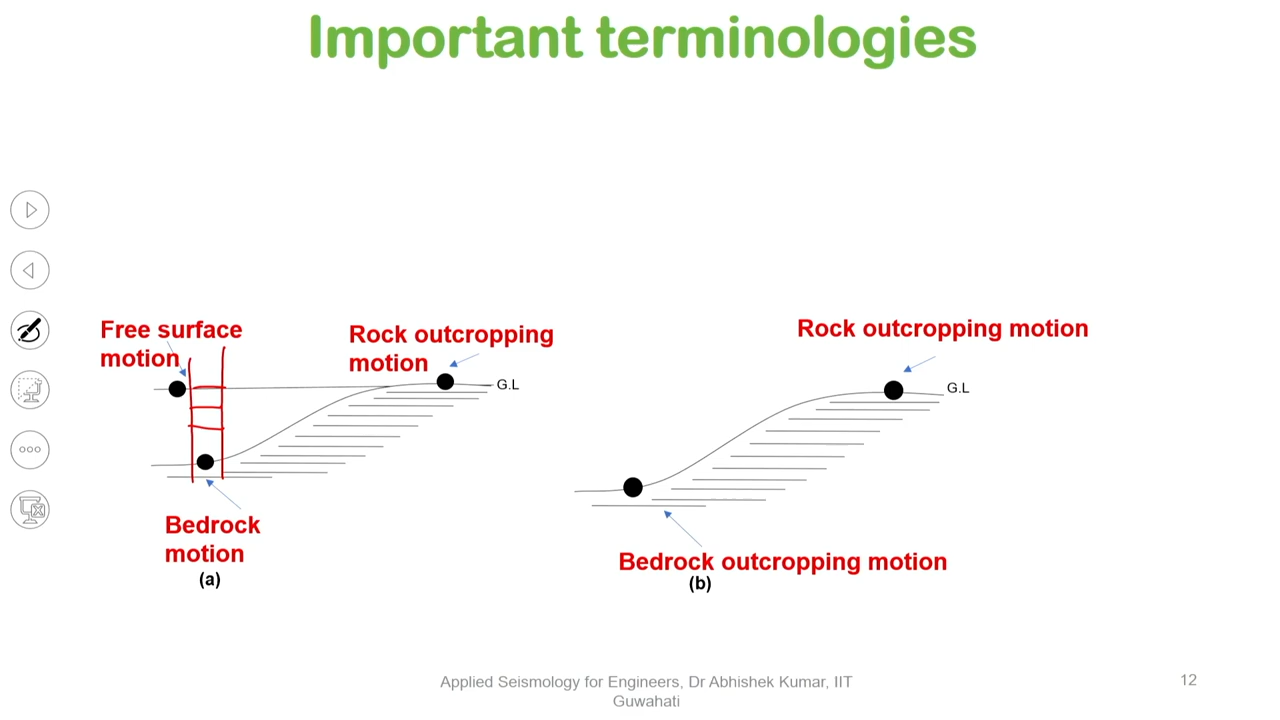 Important terminologies
Free surface
motion
Rock outcropping
motion
G.L
Bedrock
motion
(a)
Rock outcropping motion
G.L
Bedrock outcropping motion
(b)
Applied Seismology for Engineers, Dr Abhishek Kumar, IIT
Guwahati
12